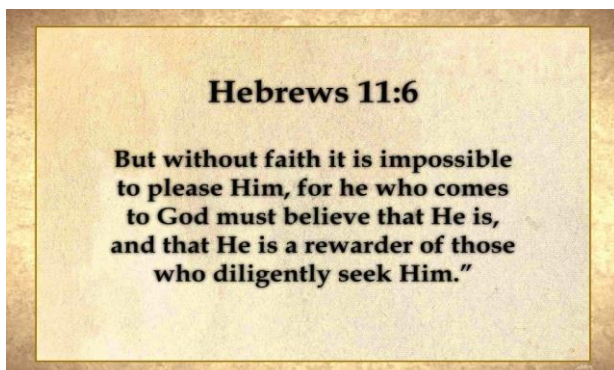 Hebrews 11:6
But without faith it is impossible
to please Him, for he who comes
to God must believe that He is,
and that He is a rewarder of those
who diligently seek Him.”